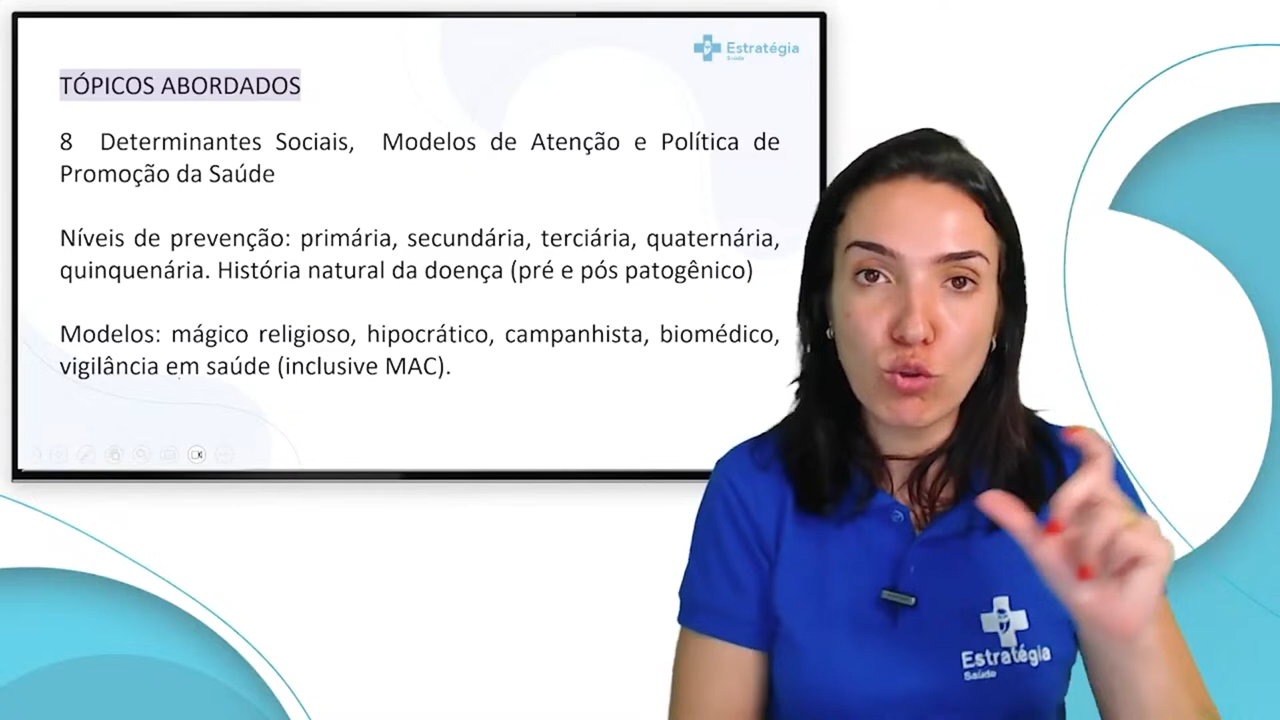 Estratégia
Saúde
TÓPICOS ABORDADOS
8 Determinantes Sociais, Modelos de Atenção e Política de
Promoção da Saúde
Níveis de prevenção: primária, secundária, terciária, quaternária,
quinquenária. História natural da doença (pré e pós patogênico)
Modelos: mágico religioso, hipocrático, campanhista, biomédico,
vigilância em saúde (inclusive MAC).
Estratégia
Saúde